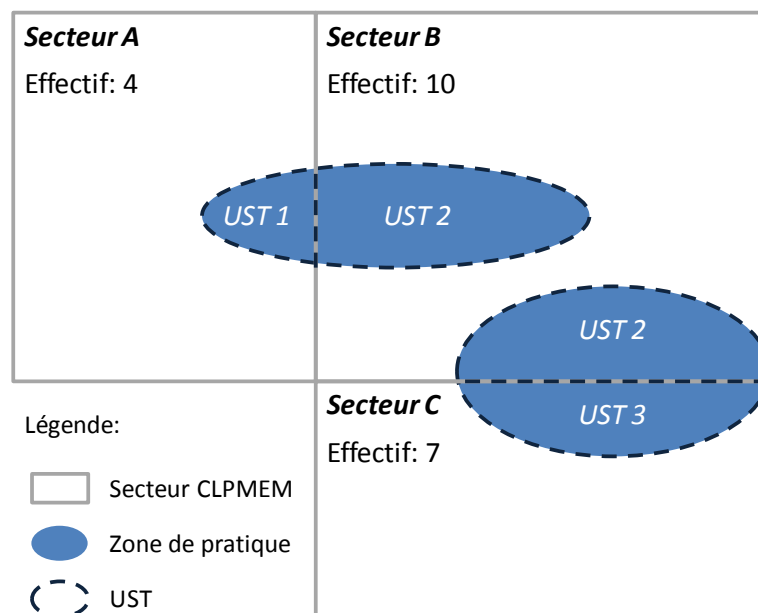 Secteur A
Effectif: 4
Secteur B
Effectif: 10
UST 1
UST 2
UST 2
UST 3
Secteur C
Effectif: 7
Légende:
Secteur CLPMEM
Zone de pratique
UST